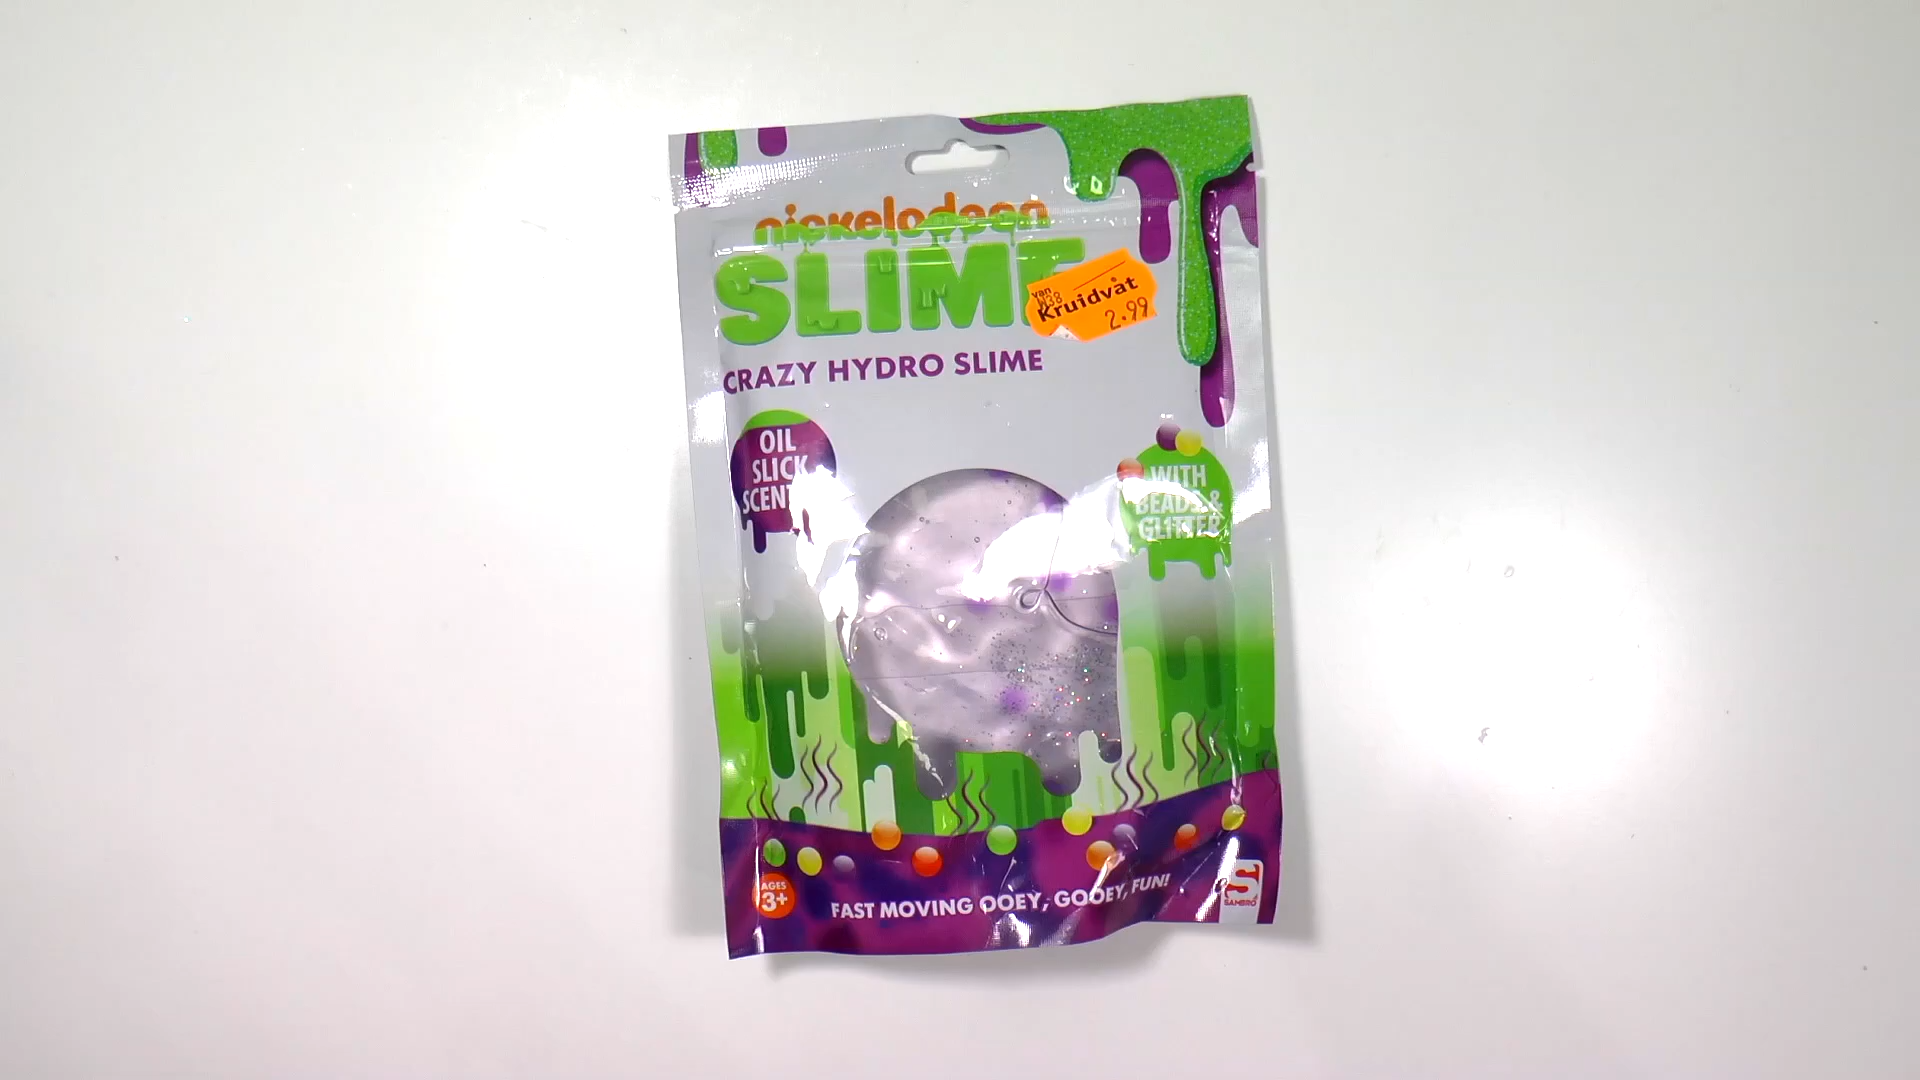 nickelodeon
SLIME
van
W38
Kruidvat
2.99
CRAZY HYDRO SLIME
OIL
SLICK
WITH
BEADS &
GLITTER
AGES
3+
FAST MOVING OOEY, GOOEY, FUN!
S
SAMBRO